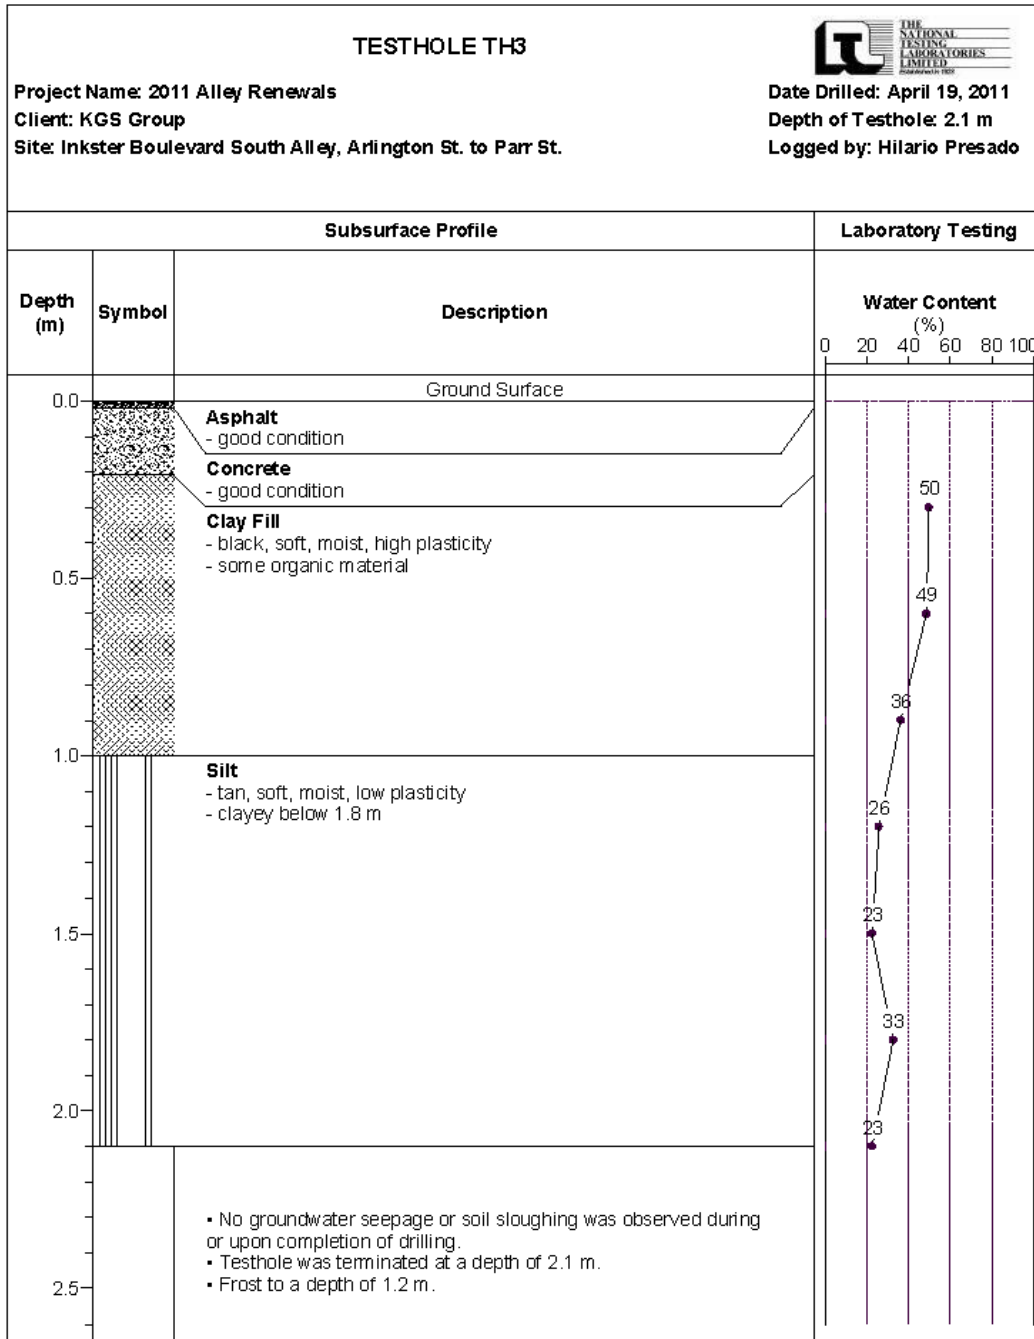 TESTHOLE TH3
THE
NATIONAL
TESTING
LABORATORIES
LIMITED
Established in 1923
Project Name: 2011 Alley Renewals
Client: KGS Group
Site: Inkster Boulevard South Alley, Arlington St. to Parr St.
Date Drilled: April 19, 2011
Depth of Testhole: 2.1 m
Logged by: Hilario Presado
Subsurface Profile
Laboratory Testing
Depth
(m)
Symbol
Description
Water Content
(%)
0 20 40 60 80 100
Ground Surface
0.0
Asphalt
- good condition
Concrete
- good condition
50
Clay Fill
- black, soft, moist, high plasticity
- some organic material
0.5
49
36
1.0
Silt
- tan, soft, moist, low plasticity
- clayey below 1.8 m
26
23
1.5
33
2.0
23
• No groundwater seepage or soil sloughing was observed during
or upon completion of drilling.
• Testhole was terminated at a depth of 2.1 m.
• Frost to a depth of 1.2 m.
2.5